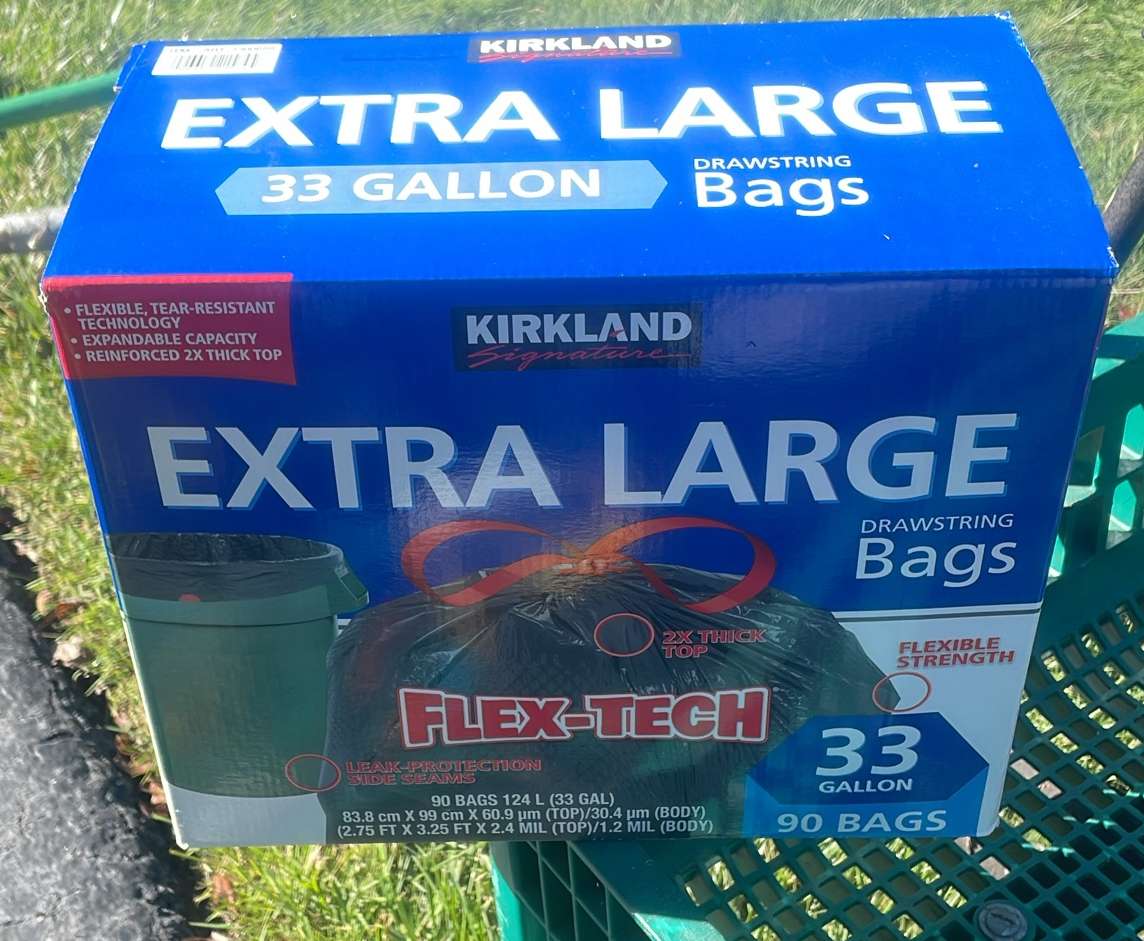 KIRKLAND
Signature
EXTRA LARGE
33 GALLON
DRAWSTRING
Bags
• FLEXIBLE, TEAR-RESISTANT
TECHNOLOGY
• EXPANDABLE CAPACITY
• REINFORCED 2X THICK TOP
KIRKLAND
Signature
EXTRA LARGE
DRAWSTRING
Bags
2X THICK
TOP
FLEXIBLE
STRENGTH
FLEX-TECH
33
GALLON
LEAK-PROTECTION
SIDE SEAMS
90 BAGS 124 L (33 GAL)
83.8 cm X 99 cm X 60.9 µm (TOP)/30.4 µm (BODY)
(2.75 FT X 3.25 FT X 2.4 MIL (TOP)/1.2 MIL (BODY)
90 BAGS